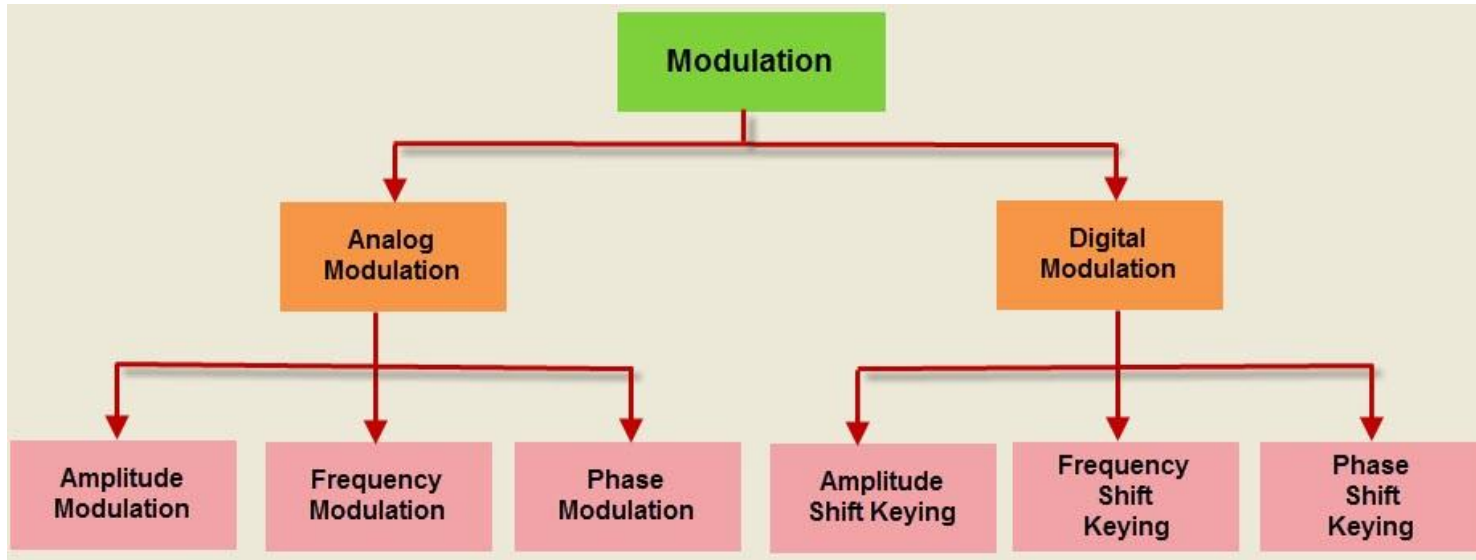 Modulation
Analog
Modulation
Digital
Modulation
Amplitude
Modulation
Frequency
Modulation
Phase
Modulation
Amplitude
Shift Keying
Frequency
Shift
Keying
Phase
Shift
Keying